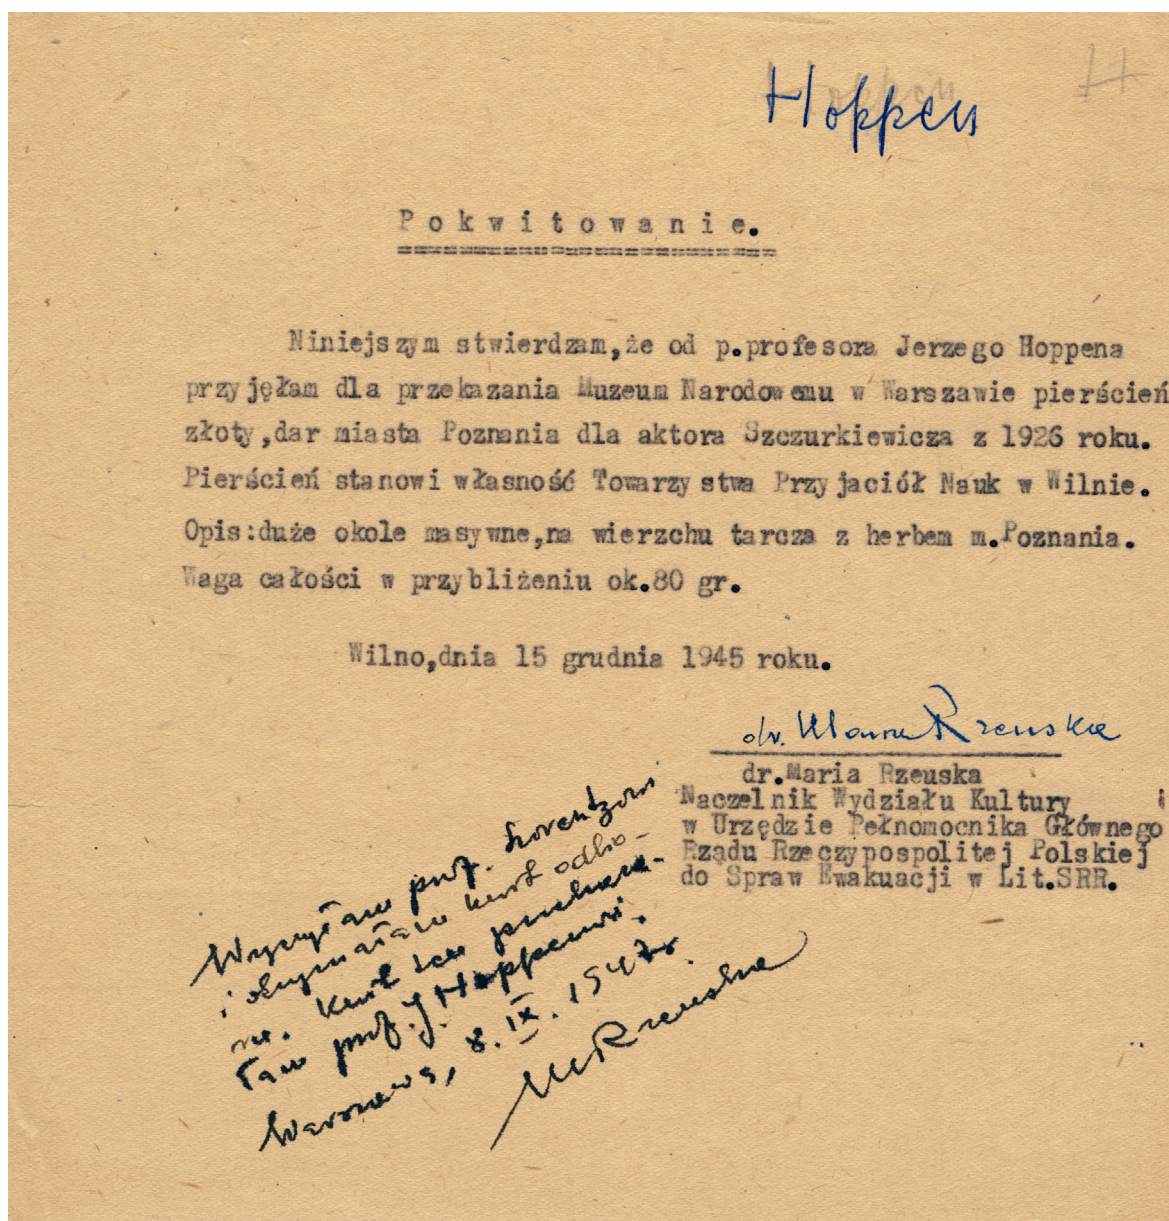 Hoppen H
Hoppen
Pokwitowanie.
Niniejszym stwierdzam,że od p.profesora Jerzego Hoppena
przyjęłam dla przekazania Muzeum Narodowemu w Warszawie pierścień
złoty,dar miasta Poznania dla aktora Szczurkiewicza z 1926 roku.
Pierścień stanowi własność Towarzystwa Przyjaciół Nauk w Wilnie.
Opis:duże okole masywne,na wierzchu tarcza z herbem m.Poznania.
Waga całości w przybliżeniu ok.80 gr.
Wilno,dnia 15 grudnia 1945 roku.
dr. Maria Rzeuska
dr.Maria Rzeuska
Naczelnik Wydziału Kultury
w Urzędzie Pełnomocnika Głównego
Rządu Rzeczypospolitej Polskiej
do Spraw Ewakuacji w Lit.SRR.
prof. Lorentzowi
i otrzymałam kwit odbio-
ru. Kwit ten przekaza-
łam prof. J. Hoppenowi.
Warszawa, 8. IX. 1947 r.
MRzeuska